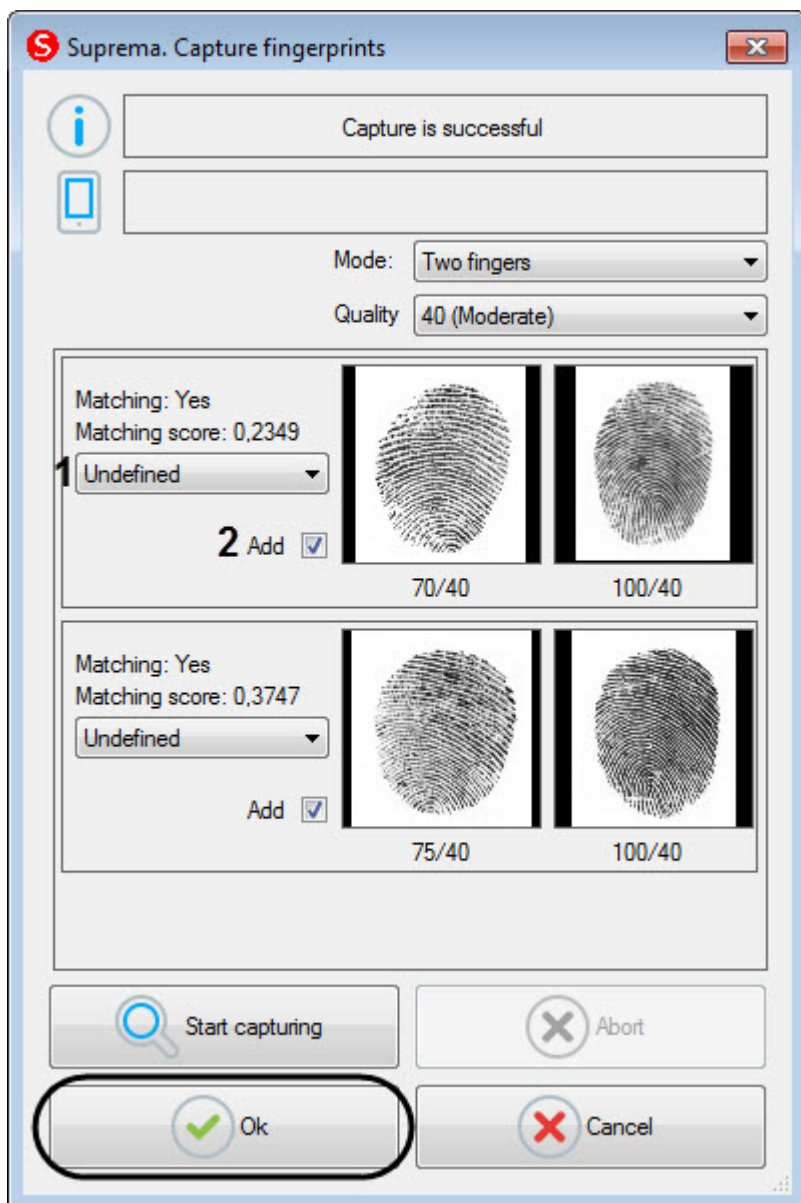 S Suprema. Capture fingerprints
Capture is successful
Mode: Two fingers
Quality 40 (Moderate)
Matching: Yes
Matching score: 0,2349
1 Undefined
2 Add
70/40 100/40
Matching: Yes
Matching score: 0,3747
Undefined
Add
75/40 100/40
Start capturing Abort
Ok Cancel